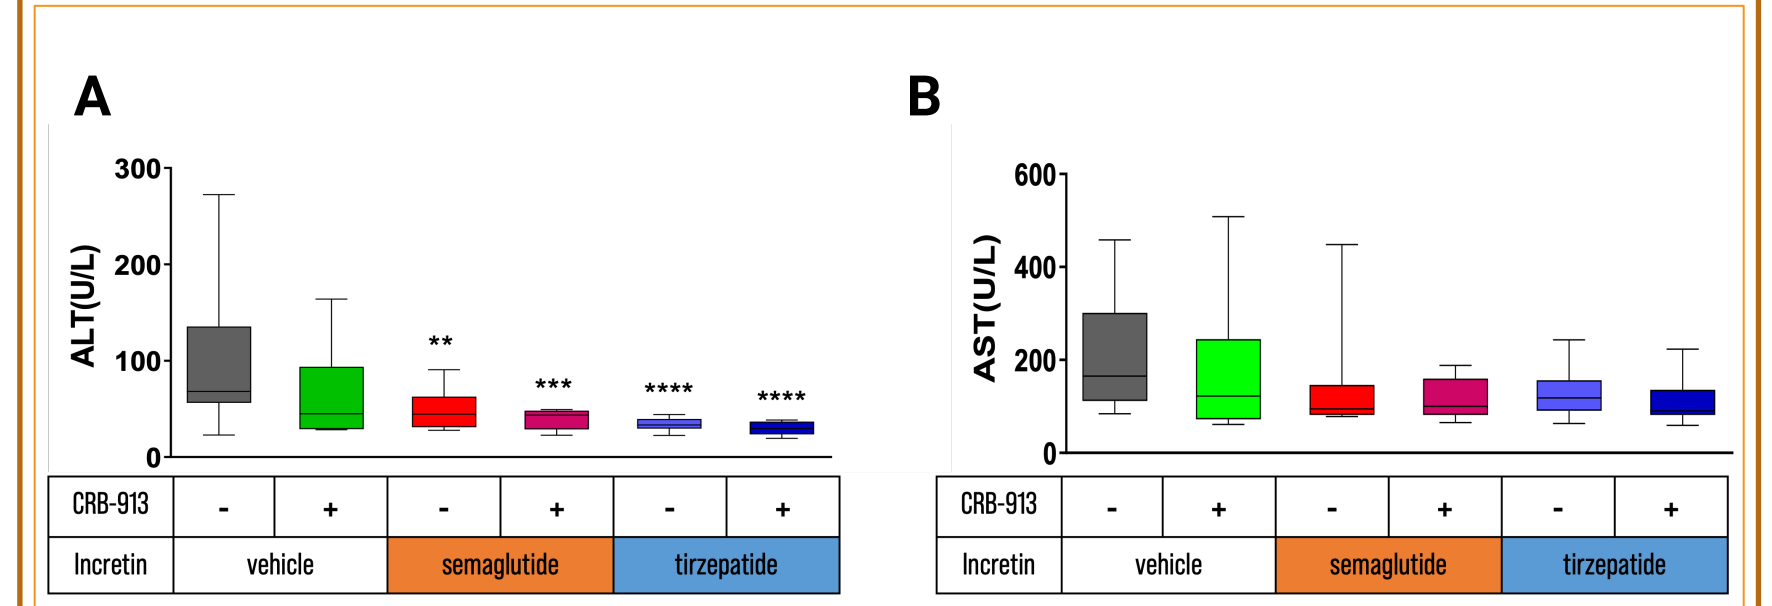 A
B
300
200
100
0
ALT(U/L)
**
***
****
****
600
400
200
0
AST(U/L)
CRB-913 - + - + - +
Incretin vehicle semaglutide tirzepatide
CRB-913 - + - + - +
Incretin vehicle semaglutide tirzepatide